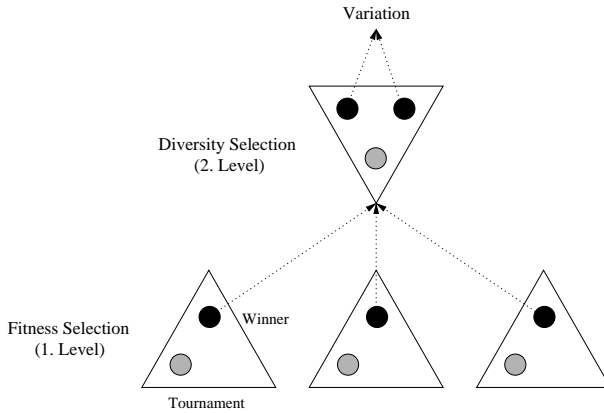 Variation
Diversity Selection
(2. Level)
Fitness Selection
(1. Level)
Winner
Tournament